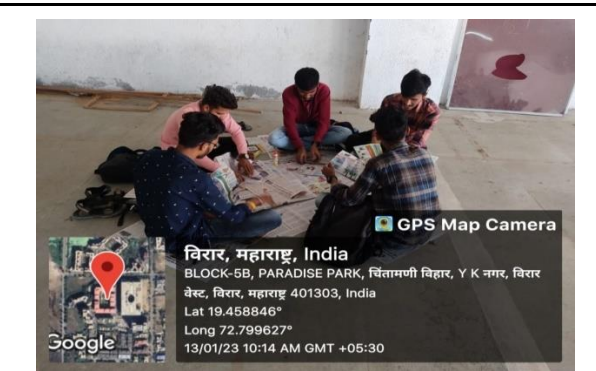 GPS Map Camera
विरार, महाराष्ट्र, India
BLOCK-5B, PARADISE PARK, चिंतामणी विहार, Y K नगर, विरार
वेस्ट, विरार, महाराष्ट्र 401303, India
Lat 19.458846°
Long 72.799627°
13/01/23 10:14 AM GMT +05:30
Google